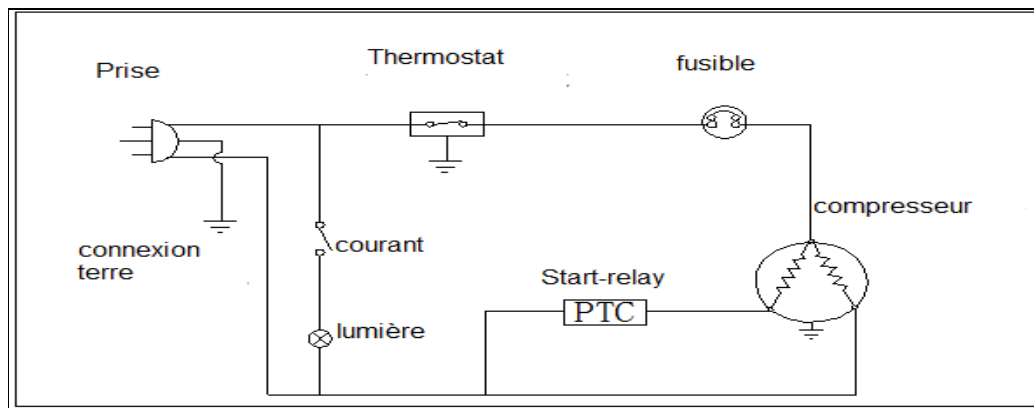 Prise
Thermostat
fusible
compresseur
connexion
terre
courant
Start-relay
PTC
lumière